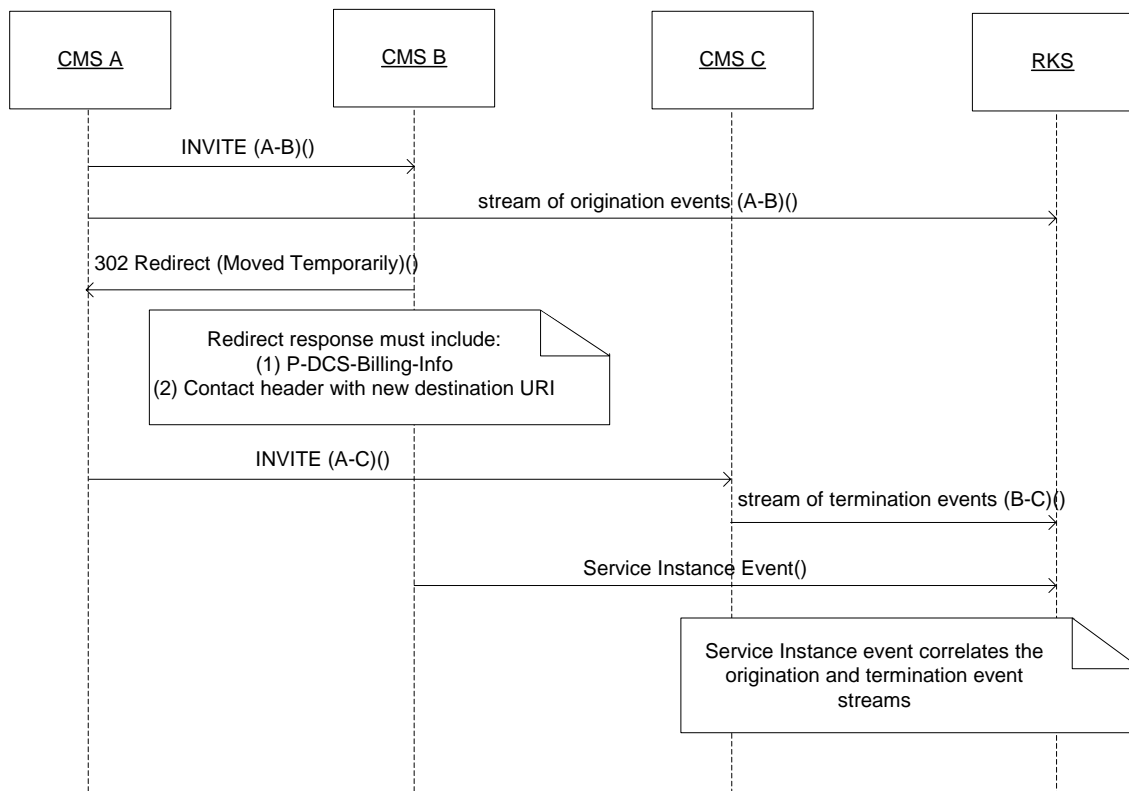 CMS A
CMS B
CMS C
RKS
INVITE (A-B)()
stream of origination events (A-B)()
302 Redirect (Moved Temporarily)()
Redirect response must include:
(1) P-DCS-Billing-Info
(2) Contact header with new destination URI
INVITE (A-C)()
stream of termination events (B-C)()
Service Instance Event()
Service Instance event correlates the
origination and termination event
streams